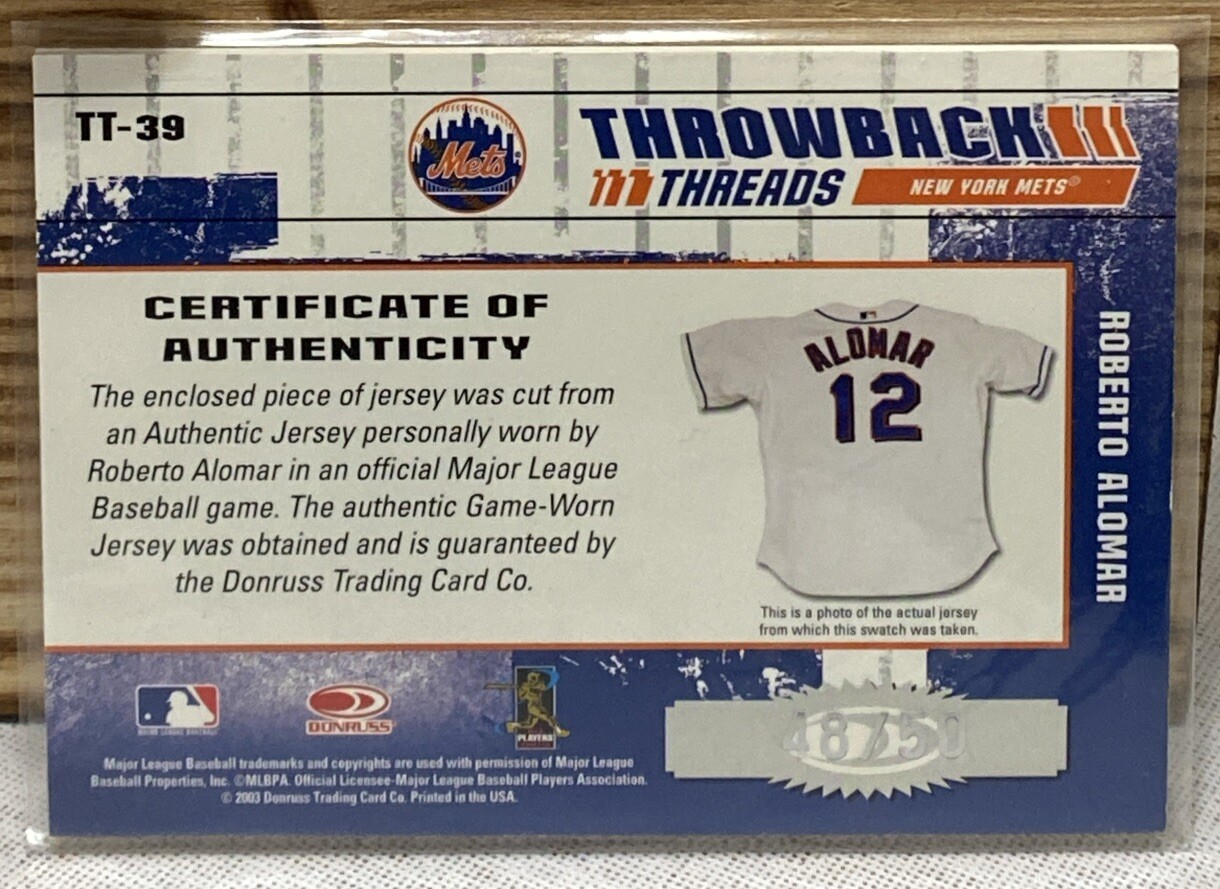 TT-39
Mets
THROWBACK
THREADS
NEW YORK METS®
CERTIFICATE OF
AUTHENTICITY
The enclosed piece of jersey was cut from
an Authentic Jersey personally worn by
Roberto Alomar in an official Major League
Baseball game. The authentic Game-Worn
Jersey was obtained and is guaranteed by
the Donruss Trading Card Co.
ALOMAR
12
This is a photo of the actual jersey
from which this swatch was taken.
ROBERTO ALOMAR
MAJOR LEAGUE BASEBALL
DONRUSS
PLAYERS
48/50
Major League Baseball trademarks and copyrights are used with permission of Major League
Baseball Properties, Inc. ©MLBPA. Official Licensee-Major League Baseball Players Association.
© 2003 Donruss Trading Card Co. Printed in the USA.